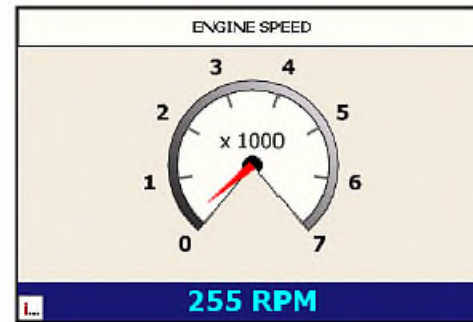 ENGINE SPEED
3 4
2 5
x 1000
1 6
0 7
i...
255 RPM